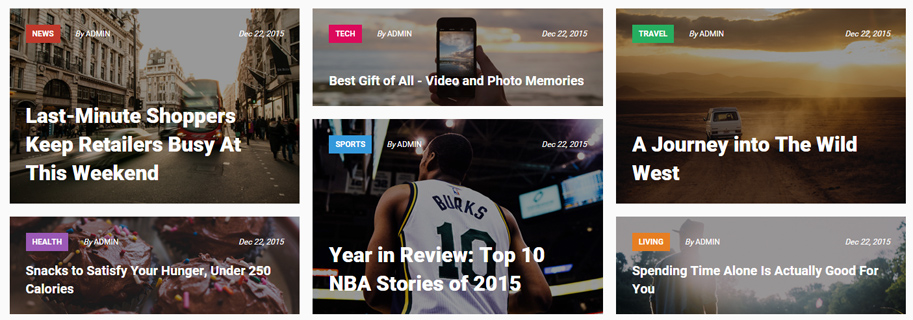 NEWS
By ADMIN
Dec 22, 2015
Last-Minute Shoppers
Keep Retailers Busy At
This Weekend
HEALTH
By ADMIN
Dec 22, 2015
Snacks to Satisfy Your Hunger, Under 250
Calories
TECH
By ADMIN
Dec 22, 2015
Best Gift of All - Video and Photo Memories
SPORTS
By ADMIN
Dec 22, 2015
BURKS
10
Year in Review: Top 10
NBA Stories of 2015
TRAVEL
By ADMIN
Dec 22, 2015
A Journey into The Wild
West
LIVING
By ADMIN
Dec 22, 2015
Spending Time Alone Is Actually Good For
You